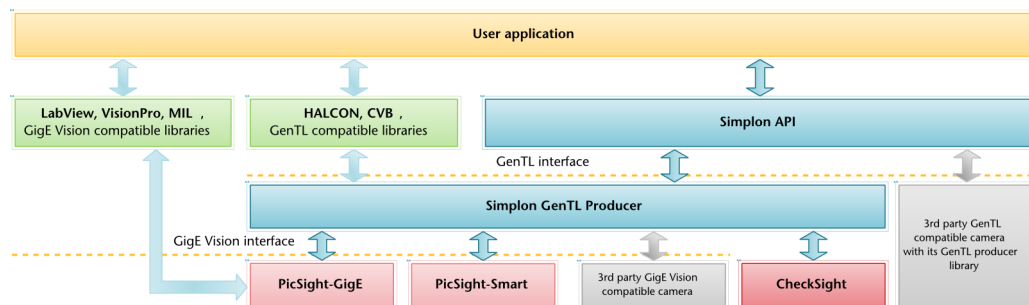 User application
LabView, VisionPro, MIL ,
GigE Vision compatible libraries
HALCON, CVB ,
GenTL compatible libraries
Simplon API
GenTL interface
Simplon GenTL Producer
3rd party GenTL
compatible camera
with its GenTL producer
library
GigE Vision interface
PicSight-GigE
PicSight-Smart
3rd party GigE Vision
compatible camera
CheckSight